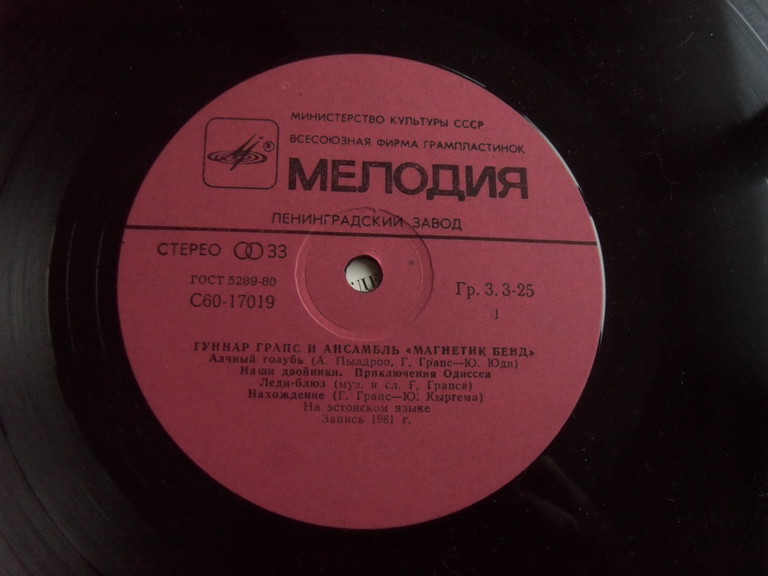 МИНИСТЕРСТВО КУЛЬТУРЫ СССР
ВСЕСОЮЗНАЯ ФИРМА ГРАМПЛАСТИНОК
® МЕЛОДИЯ
ЛЕНИНГРАДСКИЙ ЗАВОД
СТЕРЕО 33
ГОСТ 5289-80
С60-17019
Гр. 3. 3-25
1
ГУННАР ГРАПС И АНСАМБЛЬ «МАГНЕТИК БЕНД»
Алчный голубь (А. Пылдроо, Г. Грапс—Ю. Юди)
Наши двойники. Приключения Одиссея
Леди-блюз (муз. и сл. Г. Грапса)
Нахождение (Г. Грапс—Ю. Кыргема)
На эстонском языке
Запись 1981 г.